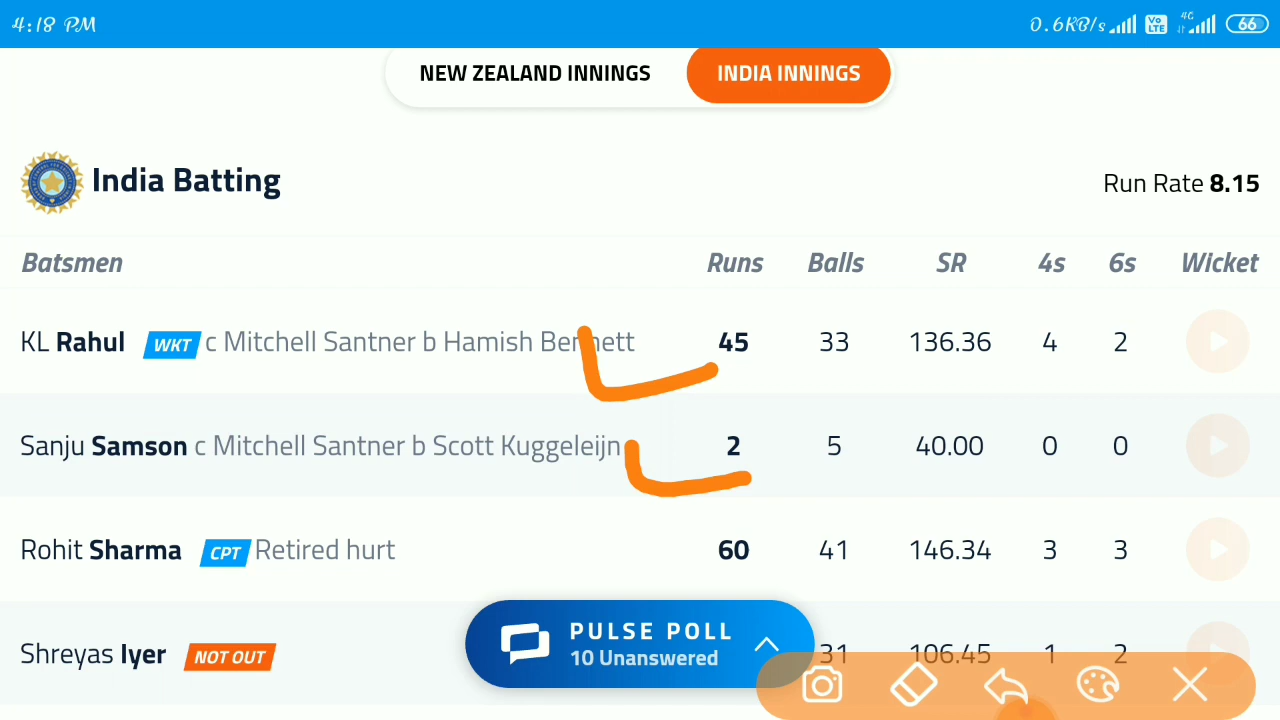 4:18 PM 0.6KB/s Vo LTE 4G 66
NEW ZEALAND INNINGS INDIA INNINGS
India Batting Run Rate 8.15
Batsmen Runs Balls SR 4s 6s Wicket
KL Rahul WKT c Mitchell Santner b Hamish Bennett 45 33 136.36 4 2
Sanju Samson c Mitchell Santner b Scott Kuggeleijn 2 5 40.00 0 0
Rohit Sharma CPT Retired hurt 60 41 146.34 3 3
Shreyas Iyer NOT OUT 31 106.45 1 2
PULSE POLL
10 Unanswered